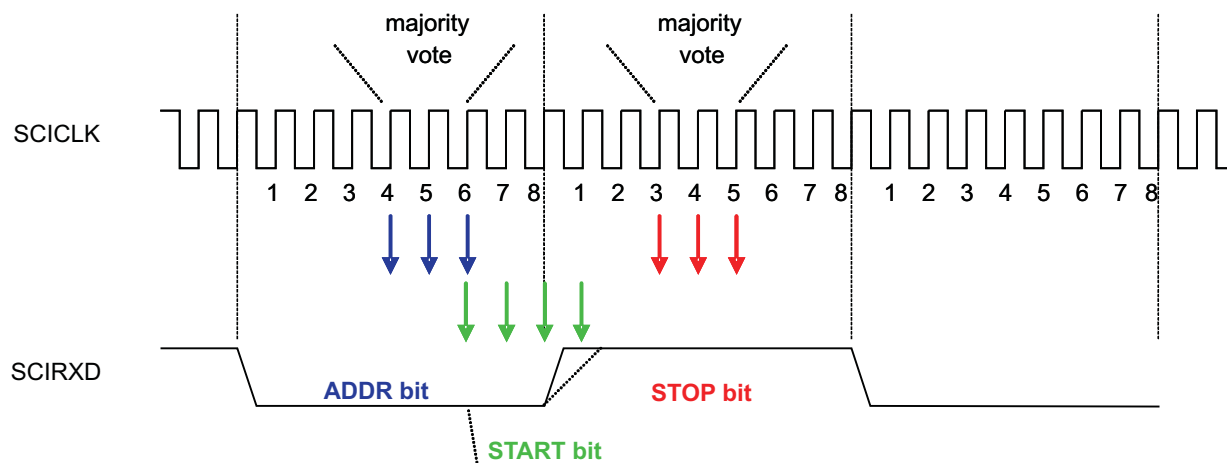 majority vote
majority vote
SCICLK
1 2 3 4 5 6 7 8 1 2 3 4 5 6 7 8 1 2 3 4 5 6 7 8
SCIRXD
ADDR bit
STOP bit
START bit